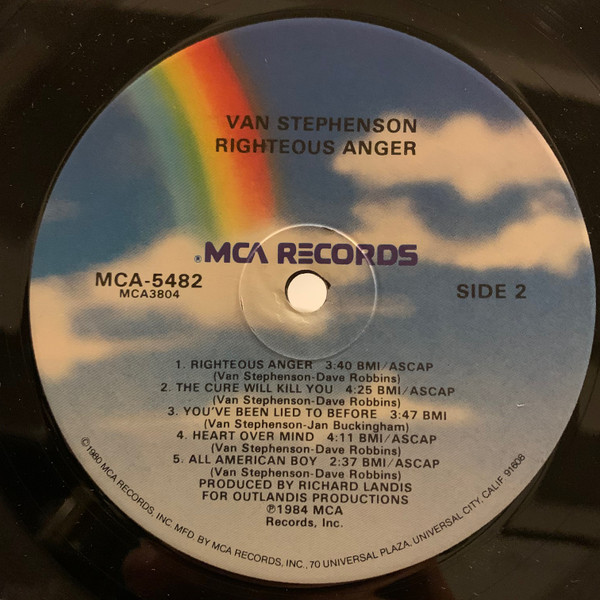 VAN STEPHENSON
RIGHTEOUS ANGER
® MCA RECORDS
MCA-5482
MCA3804
SIDE 2
1. RIGHTEOUS ANGER 3:40 BMI/ASCAP
(Van Stephenson-Dave Robbins)
2. THE CURE WILL KILL YOU 4:25 BMI/ASCAP
(Van Stephenson-Dave Robbins)
3. YOU'VE BEEN LIED TO BEFORE 3:47 BMI
(Van Stephenson-Jan Buckingham)
4. HEART OVER MIND 4:11 BMI/ASCAP
(Van Stephenson-Dave Robbins)
5. ALL AMERICAN BOY 2:37 BMI/ASCAP
(Van Stephenson-Dave Robbins)
PRODUCED BY RICHARD LANDIS
FOR OUTLANDIS PRODUCTIONS
℗1984 MCA
Records, Inc.
©1980 MCA RECORDS, INC. MFD. BY MCA RECORDS, INC., 70 UNIVERSAL PLAZA, UNIVERSAL CITY, CALIF. 91608